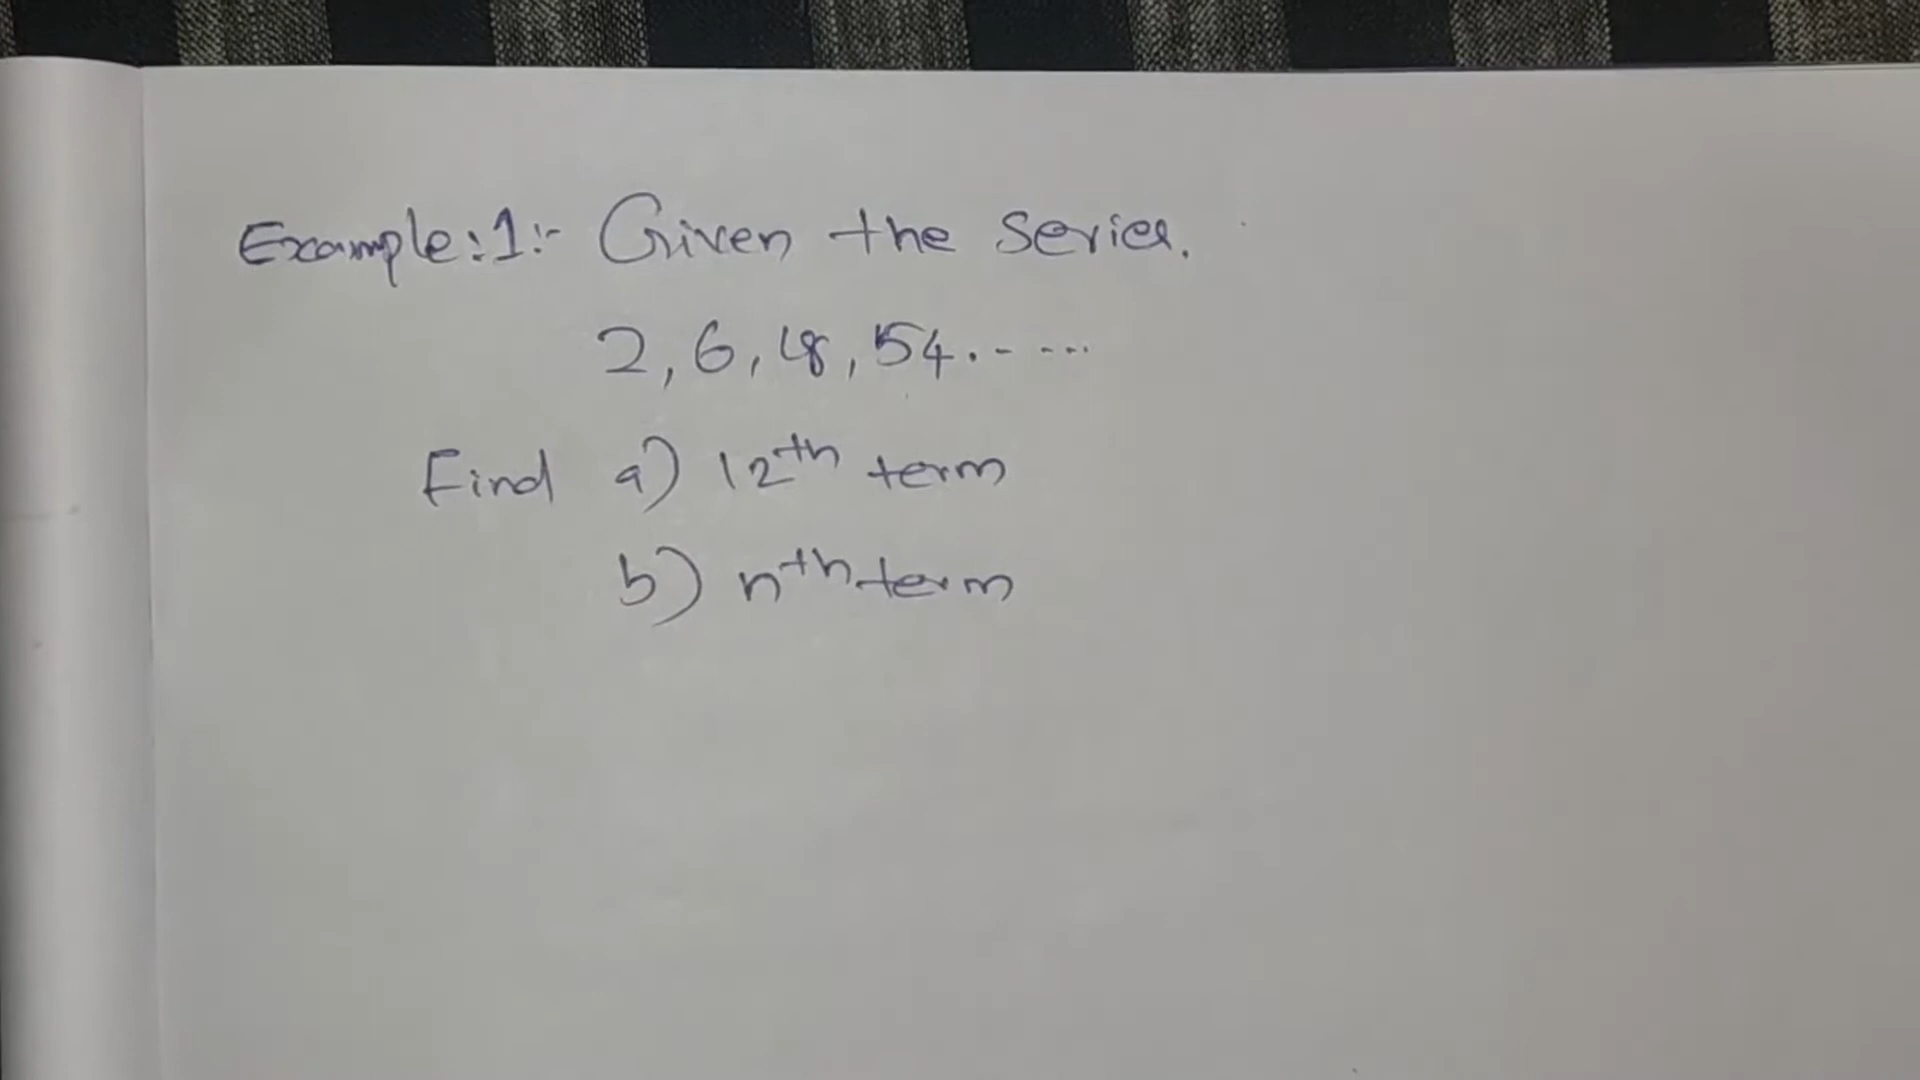 Example:1:- Given the series.
2, 6, 18, 54. - - ...
Find a) 12th term
b) nth term